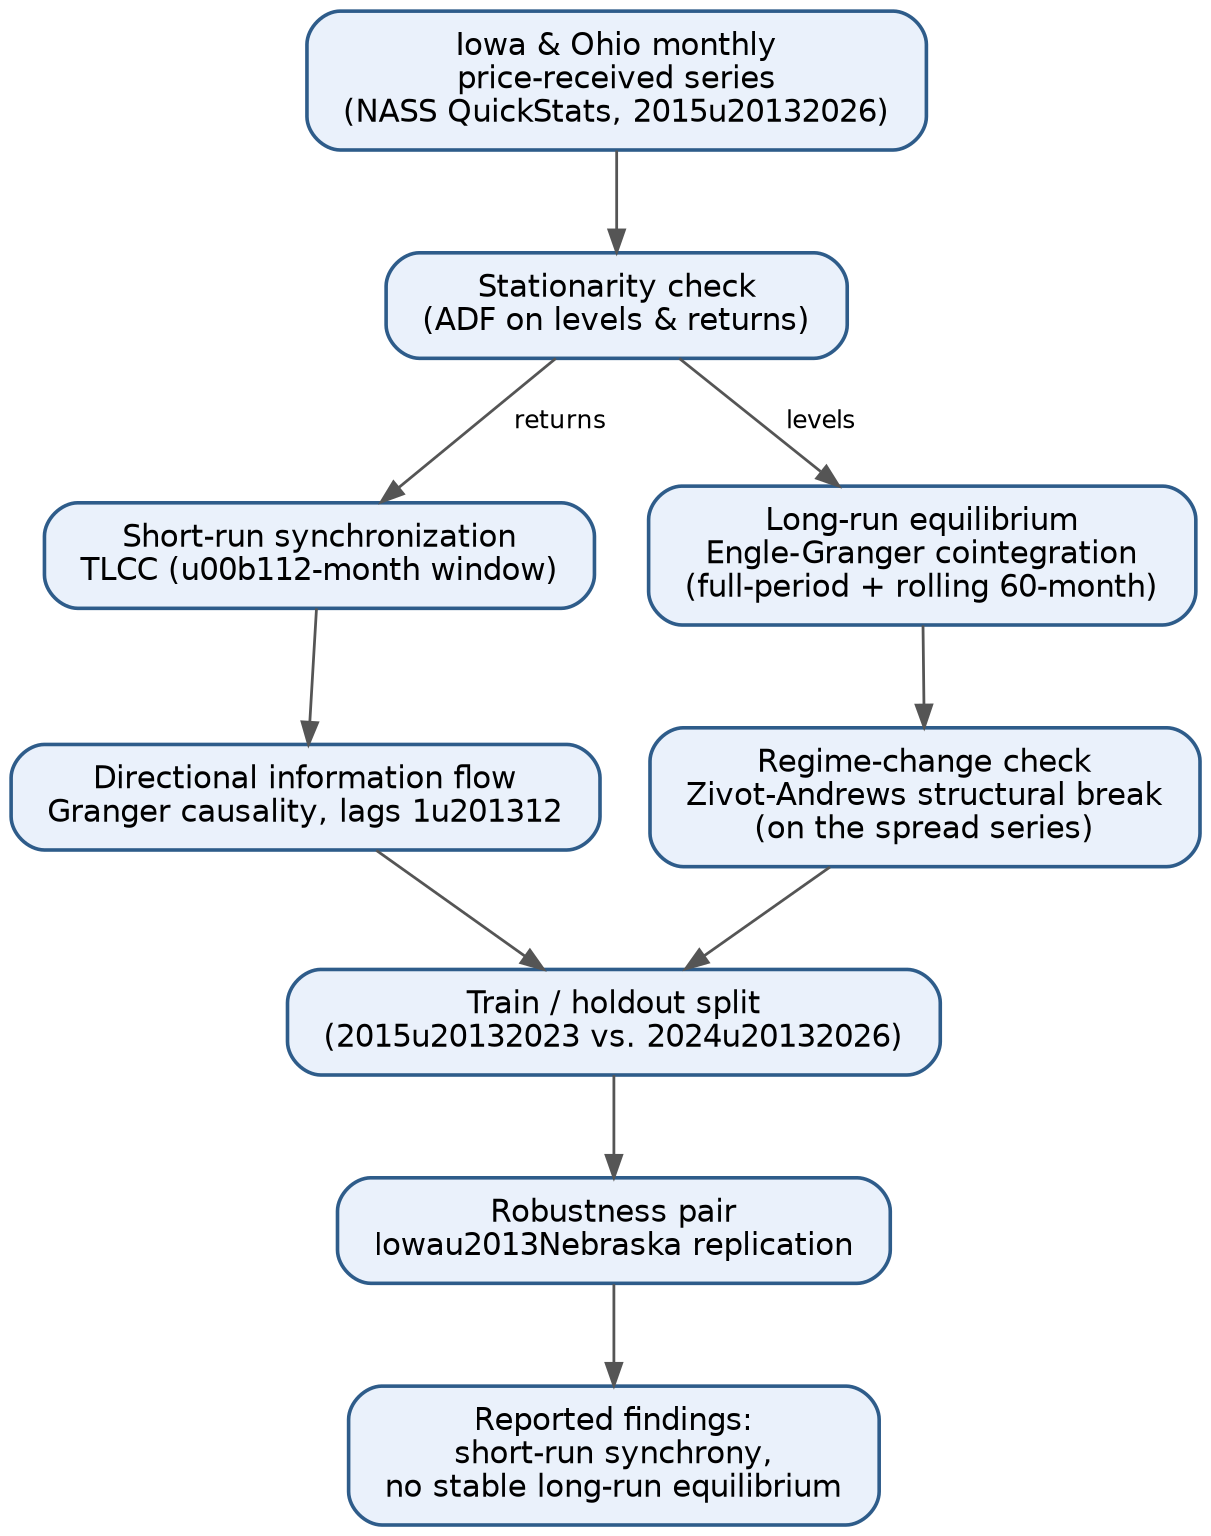 Iowa & Ohio monthly
price-received series
(NASS QuickStats, 2015u20132026)
Stationarity check
(ADF on levels & returns)
returns
levels
Short-run synchronization
TLCC (u00b112-month window)
Long-run equilibrium
Engle-Granger cointegration
(full-period + rolling 60-month)
Directional information flow
Granger causality, lags 1u201312
Regime-change check
Zivot-Andrews structural break
(on the spread series)
Train / holdout split
(2015u20132023 vs. 2024u20132026)
Robustness pair
Iowau2013Nebraska replication
Reported findings:
short-run synchrony,
no stable long-run equilibrium